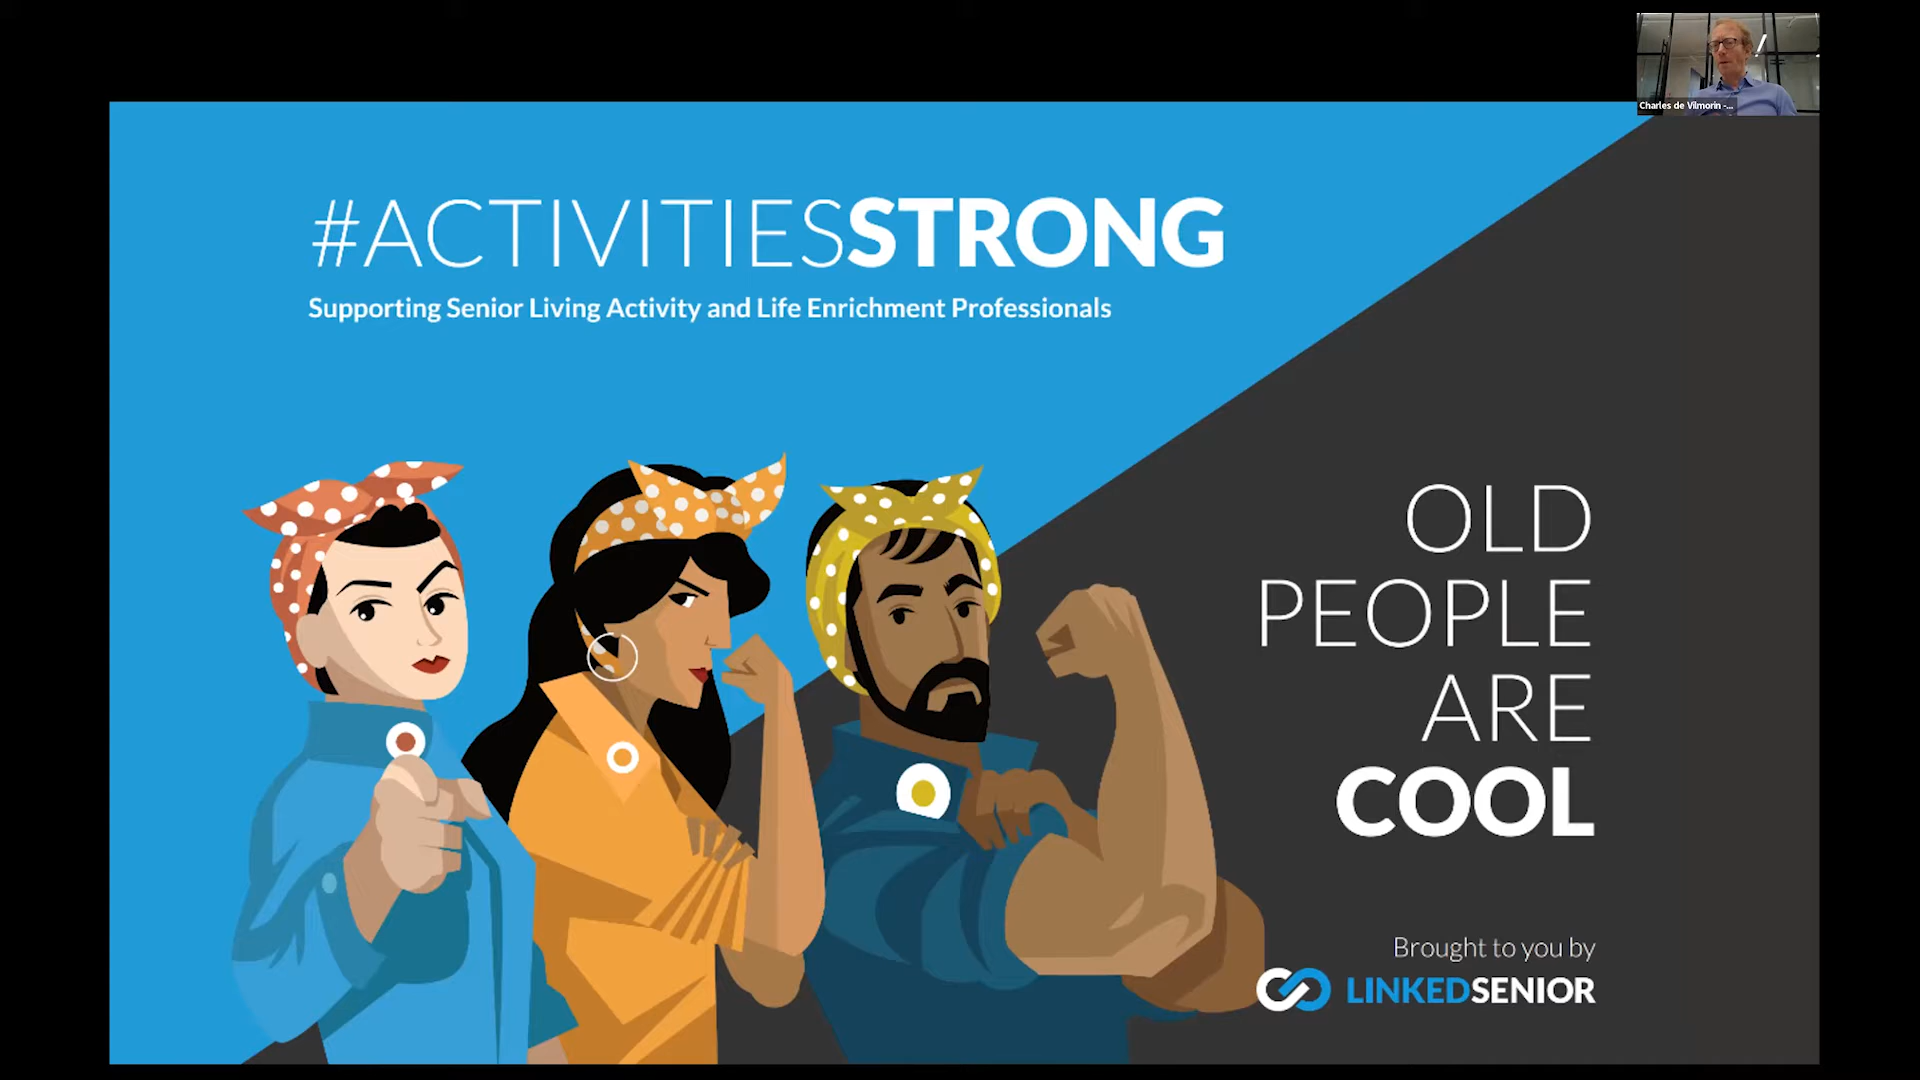 Charles de Vilmorin -...
#ACTIVITIESSTRONG
Supporting Senior Living Activity and Life Enrichment Professionals
OLD
PEOPLE
ARE
COOL
Brought to you by
LINKEDSENIOR